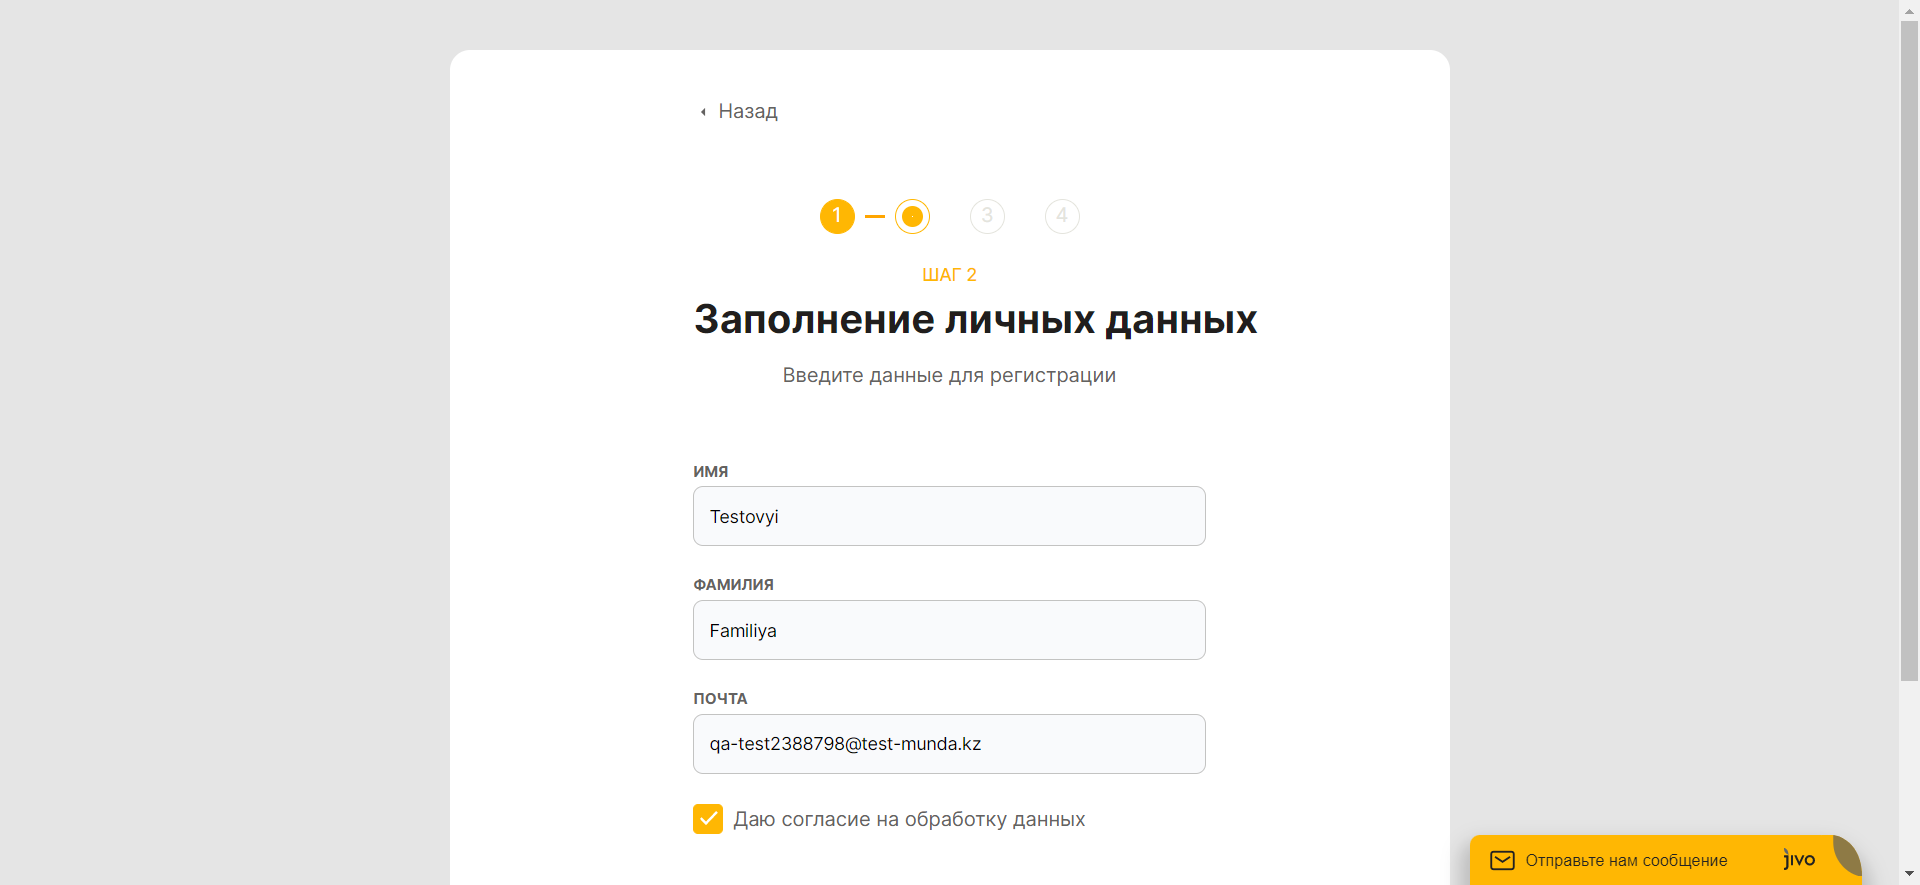 Назад
1
3
4
ШАГ 2
Заполнение личных данных
Введите данные для регистрации
ИМЯ
Testovyi
ФАМИЛИЯ
Familiya
ПОЧТА
qa-test2388798@test-munda.kz
Даю согласие на обработку данных
Отправьте нам сообщение
jivo